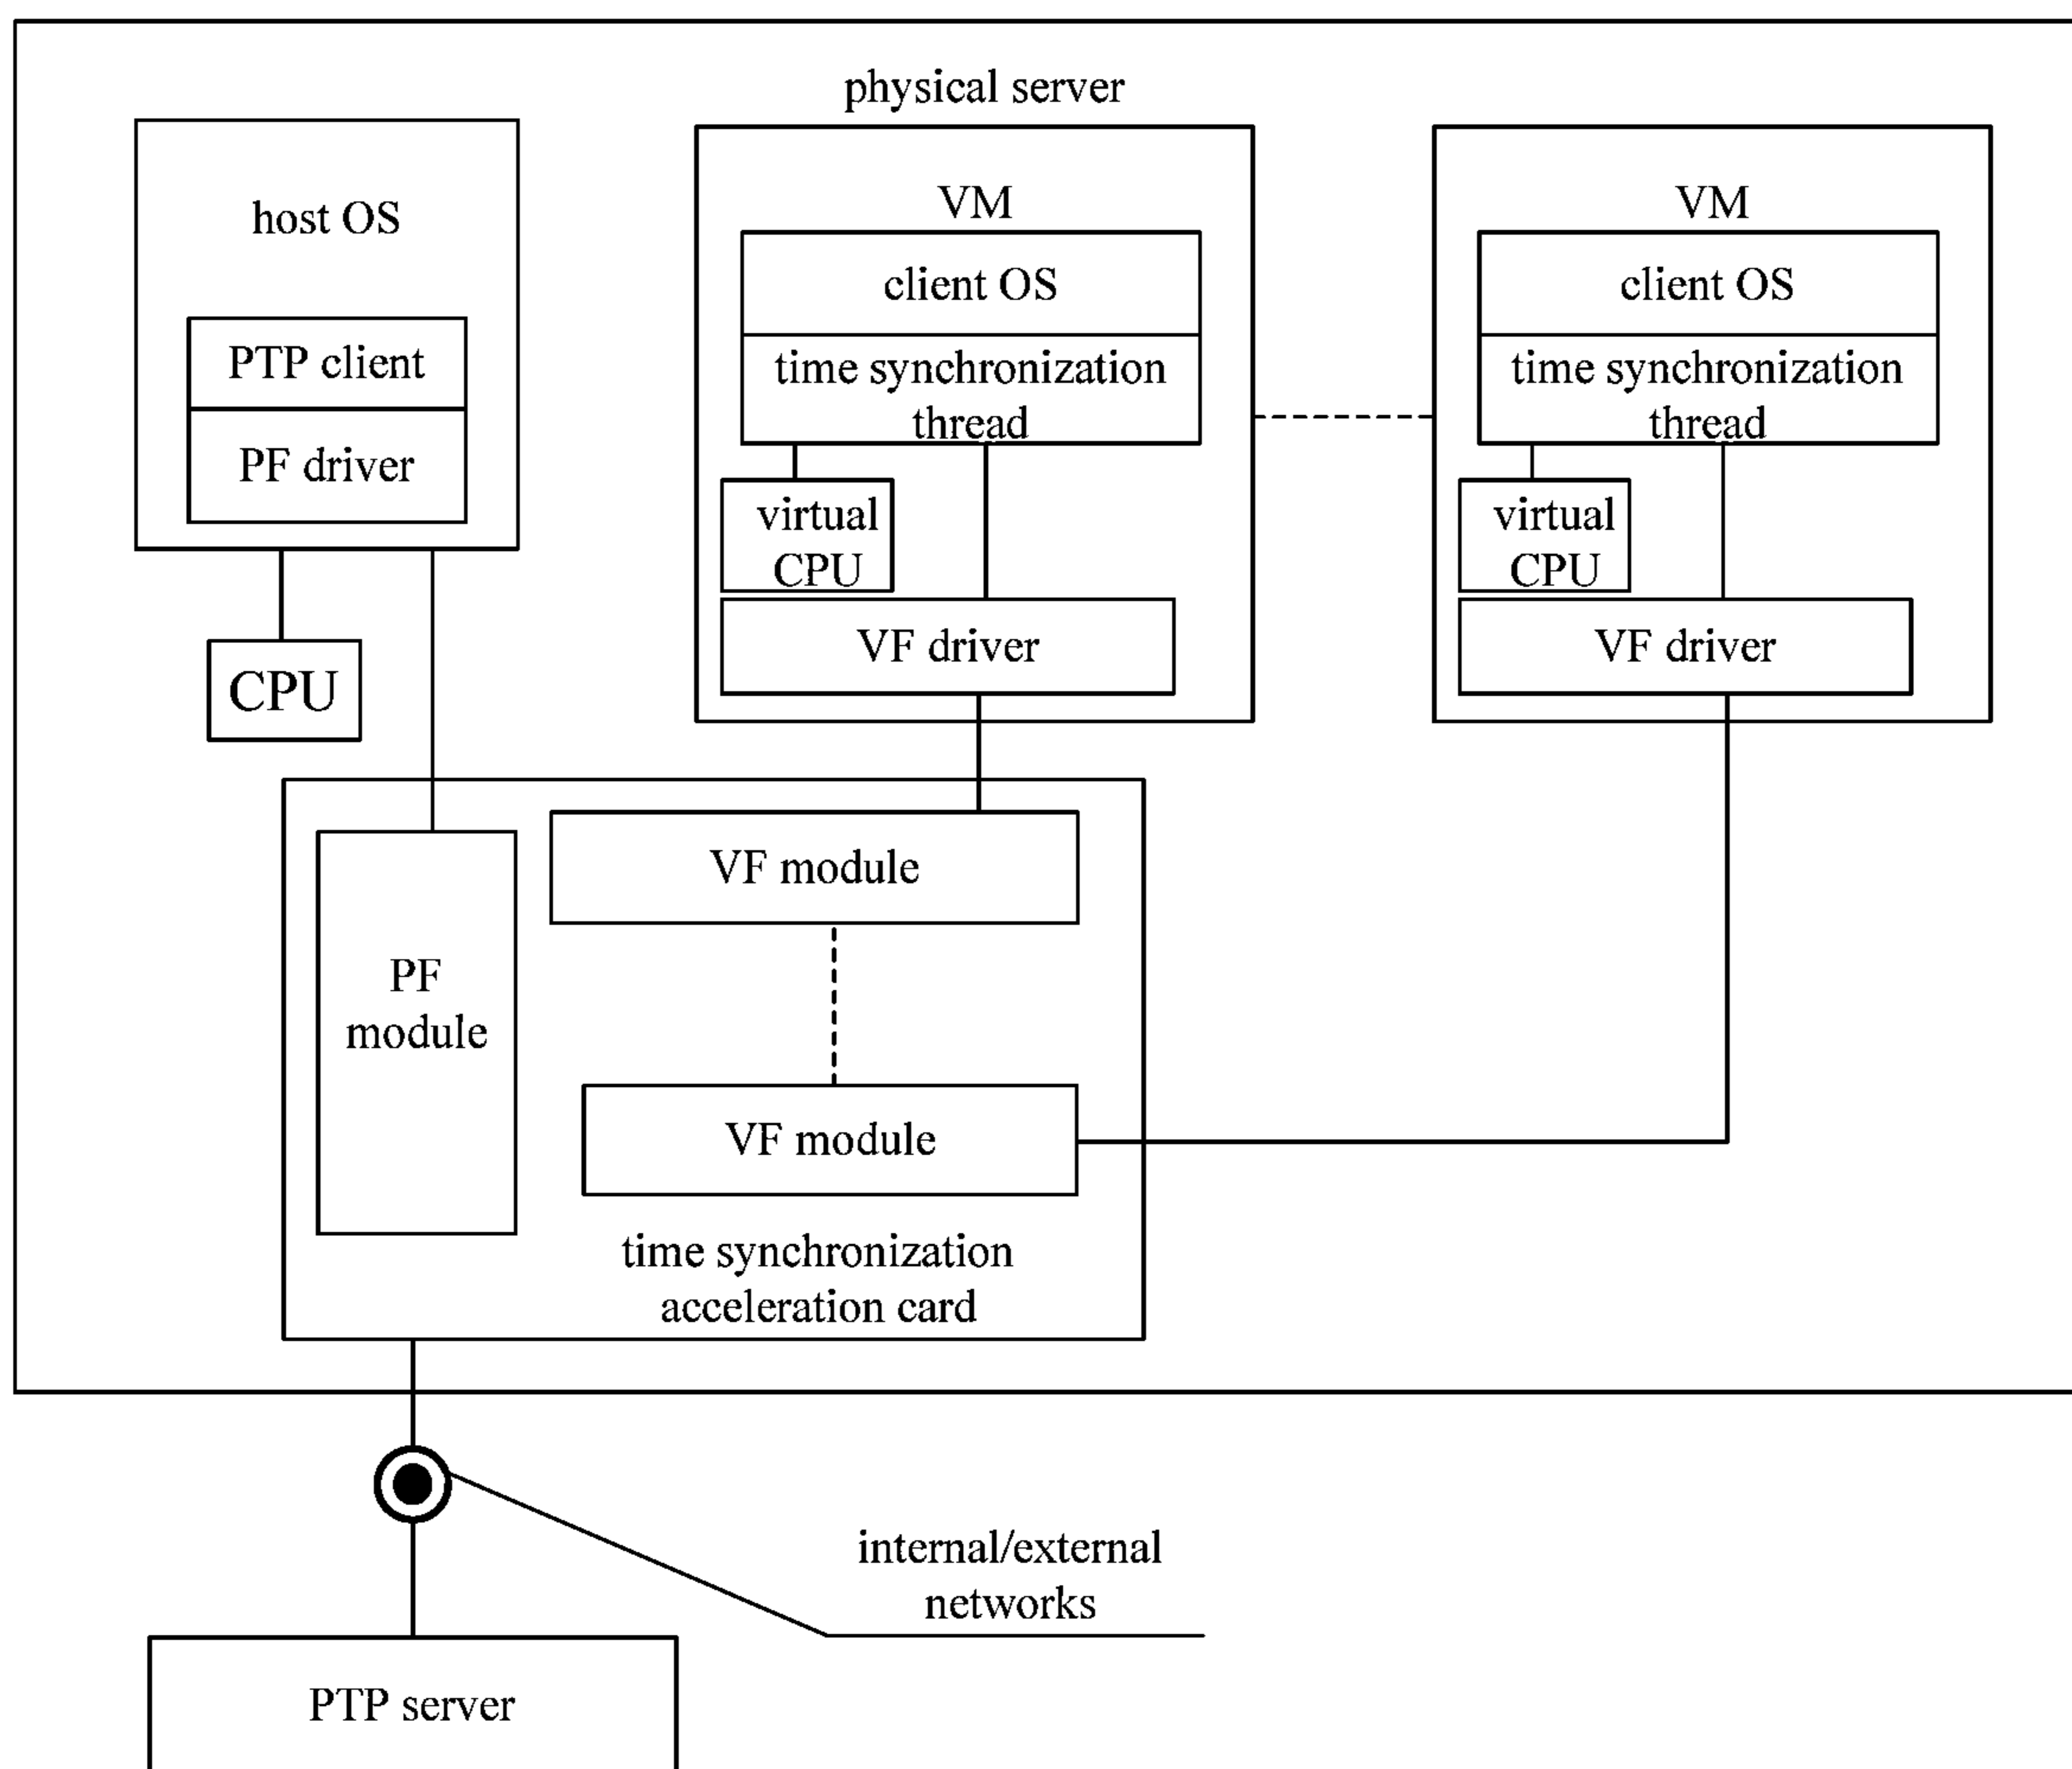 physical server
host OS
PTP client
PF driver
CPU
VM
client OS
time synchronization
thread
virtual
CPU
VF driver
VM
client OS
time synchronization
thread
virtual
CPU
VF driver
PF
module
VF module
VF module
time synchronization
acceleration card
internal/external
networks
PTP server